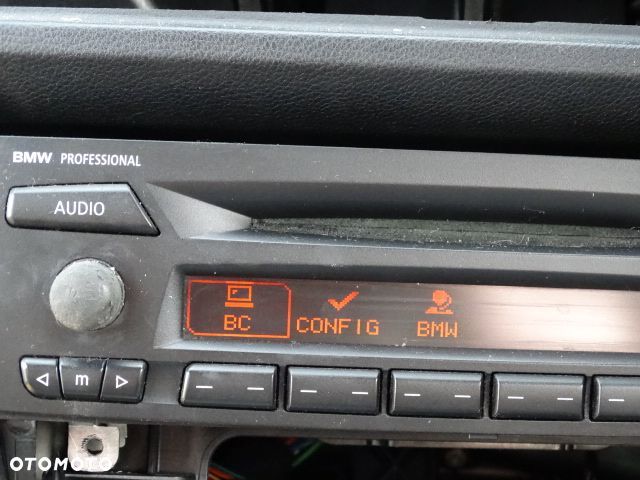 BMW PROFESSIONAL
AUDIO
BC CONFIG BMW
m
OTOMOTO